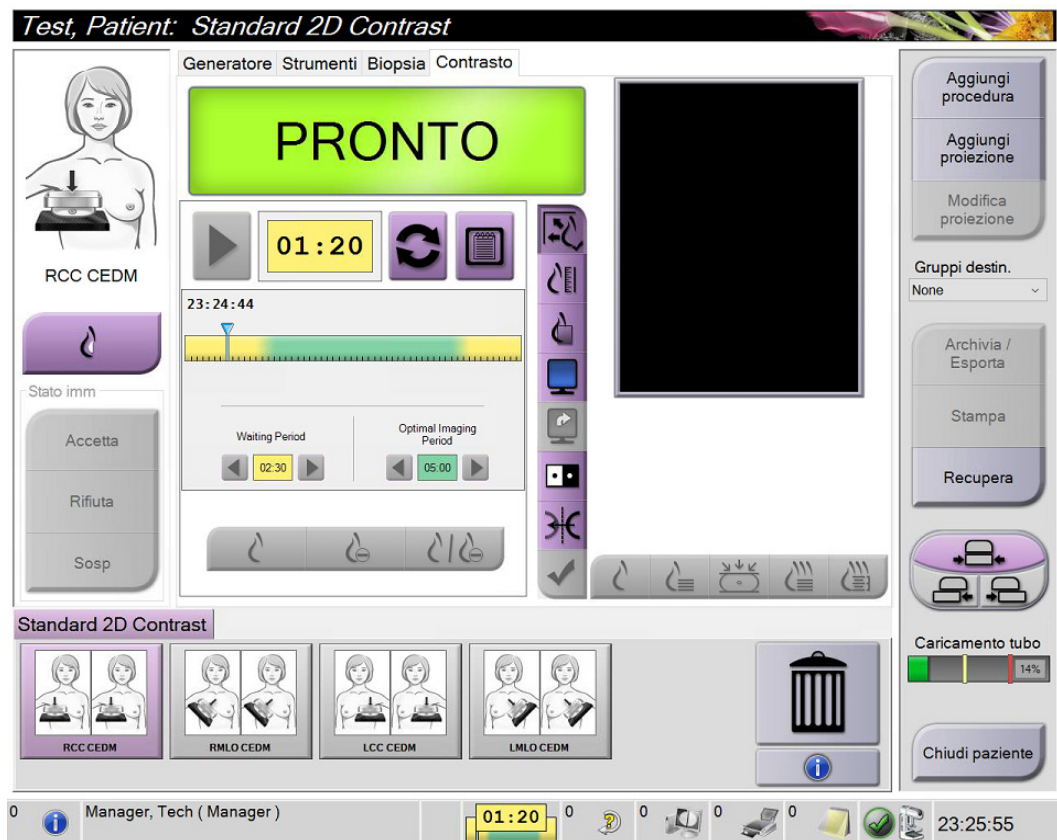 Test, Patient:  Standard 2D Contrast
Generatore Strumenti Biopsia Contrasto
PRONTO
RCC CEDM
01:20
23:24:44
Waiting Period
Optimal Imaging
Period
02:30
05:00
Stato imm
Accetta
Rifiuta
Sosp
Aggiungi
procedura
Aggiungi
proiezione
Modifica
proiezione
Gruppi destin.
None
Archivia /
Esporta
Stampa
Recupera
Caricamento tubo
14%
Chiudi paziente
Standard 2D Contrast
RCC CEDM
RMLO CEDM
LCC CEDM
LMLO CEDM
0
Manager, Tech ( Manager )
01:20
0
0
0
0
23:25:55